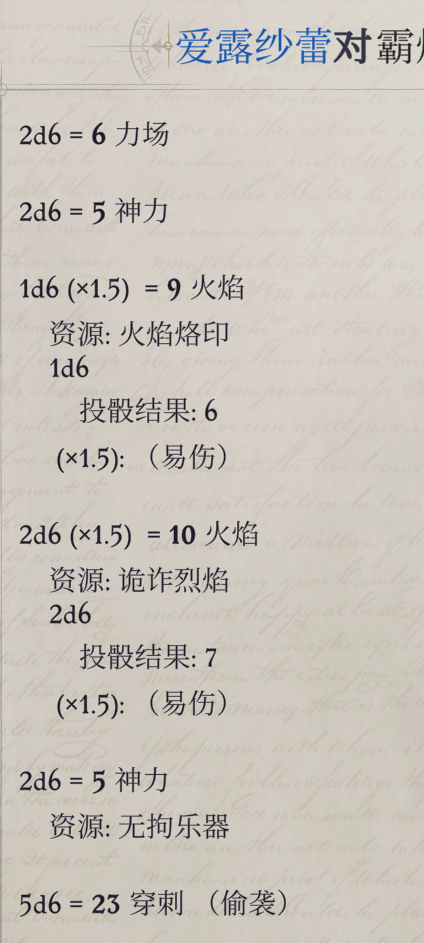 爱露纱蕾对霸
2d6 = 6 力场
2d6 = 5 神力
1d6 (×1.5) = 9 火焰
资源: 火焰烙印
1d6
投骰结果: 6
(×1.5): （易伤）
2d6 (×1.5) = 10 火焰
资源: 诡诈烈焰
2d6
投骰结果: 7
(×1.5): （易伤）
2d6 = 5 神力
资源: 无拘乐器
5d6 = 23 穿刺 （偷袭）